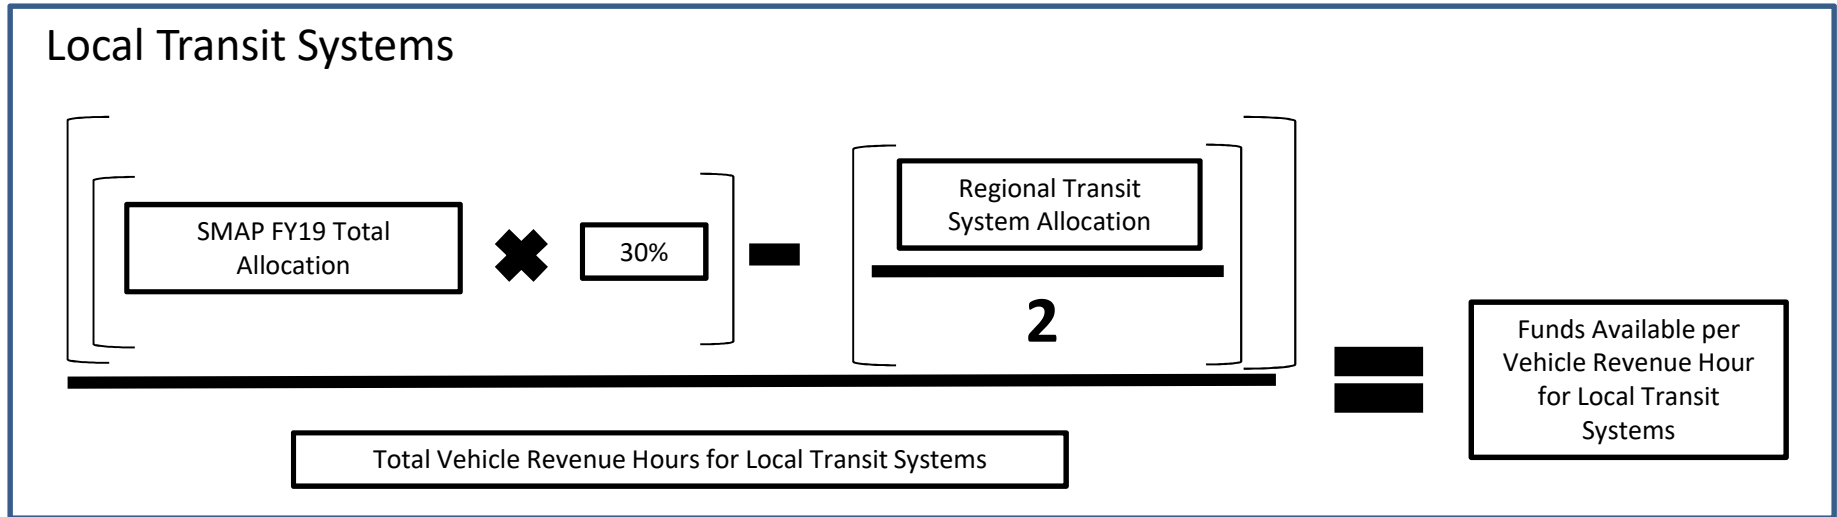 Local Transit Systems
SMAP FY19 Total
Allocation
30%
Regional Transit
System Allocation
2
Total Vehicle Revenue Hours for Local Transit Systems
Funds Available per
Vehicle Revenue Hour
for Local Transit
Systems